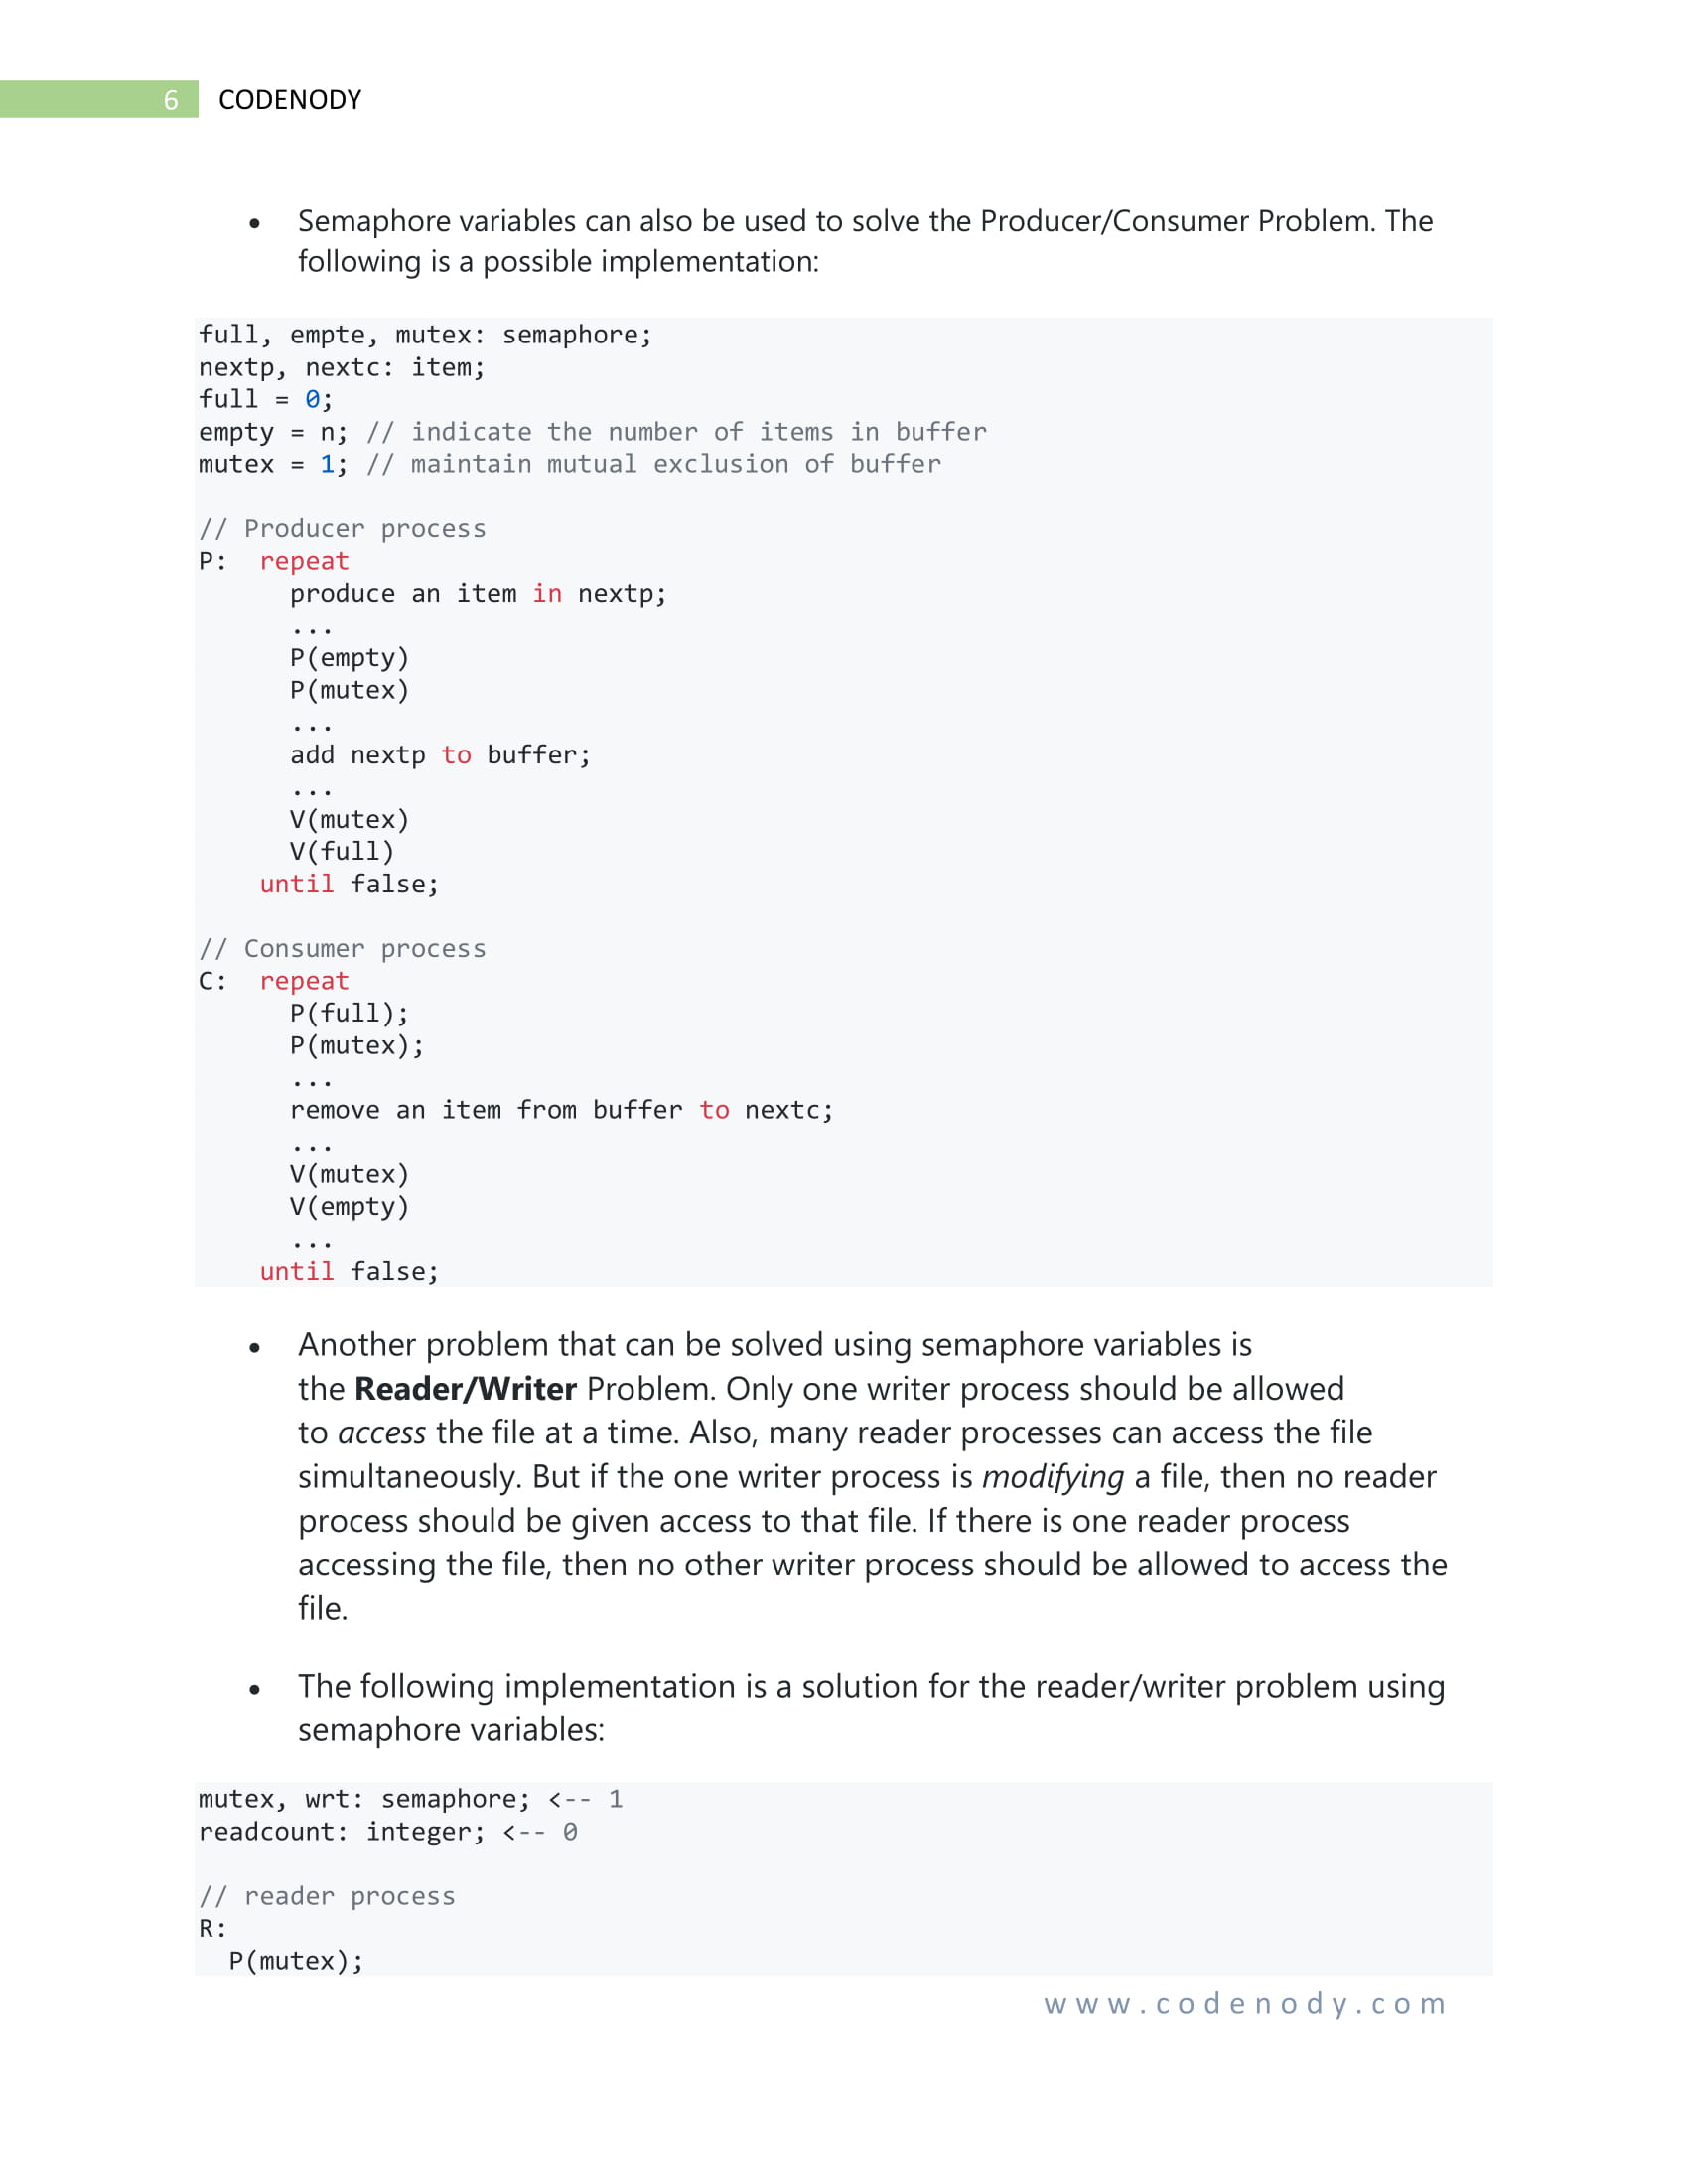 6 CODENODY
• Semaphore variables can also be used to solve the Producer/Consumer Problem. The
following is a possible implementation:
full, empte, mutex: semaphore;
nextp, nextc: item;
full = 0;
empty = n; // indicate the number of items in buffer
mutex = 1; // maintain mutual exclusion of buffer
// Producer process
P:  repeat
      produce an item in nextp;
      ...
      P(empty)
      P(mutex)
      ...
      add nextp to buffer;
      ...
      V(mutex)
      V(full)
    until false;
// Consumer process
C:  repeat
      P(full);
      P(mutex);
      ...
      remove an item from buffer to nextc;
      ...
      V(mutex)
      V(empty)
      ...
    until false;
• Another problem that can be solved using semaphore variables is
the Reader/Writer Problem. Only one writer process should be allowed
to access the file at a time. Also, many reader processes can access the file
simultaneously. But if the one writer process is modifying a file, then no reader
process should be given access to that file. If there is one reader process
accessing the file, then no other writer process should be allowed to access the
file.
• The following implementation is a solution for the reader/writer problem using
semaphore variables:
mutex, wrt: semaphore; <-- 1
readcount: integer; <-- 0
// reader process
R:
  P(mutex);
www.codenody.com